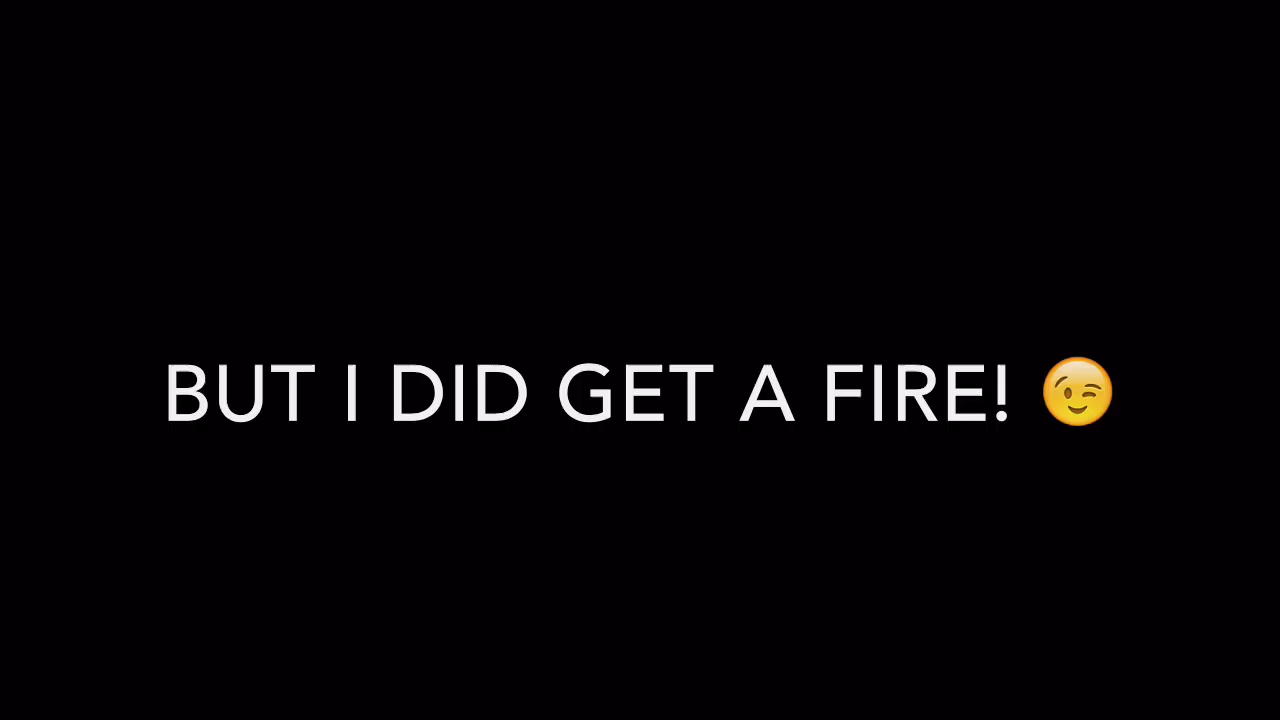 BUT I DID GET A FIRE! 😉